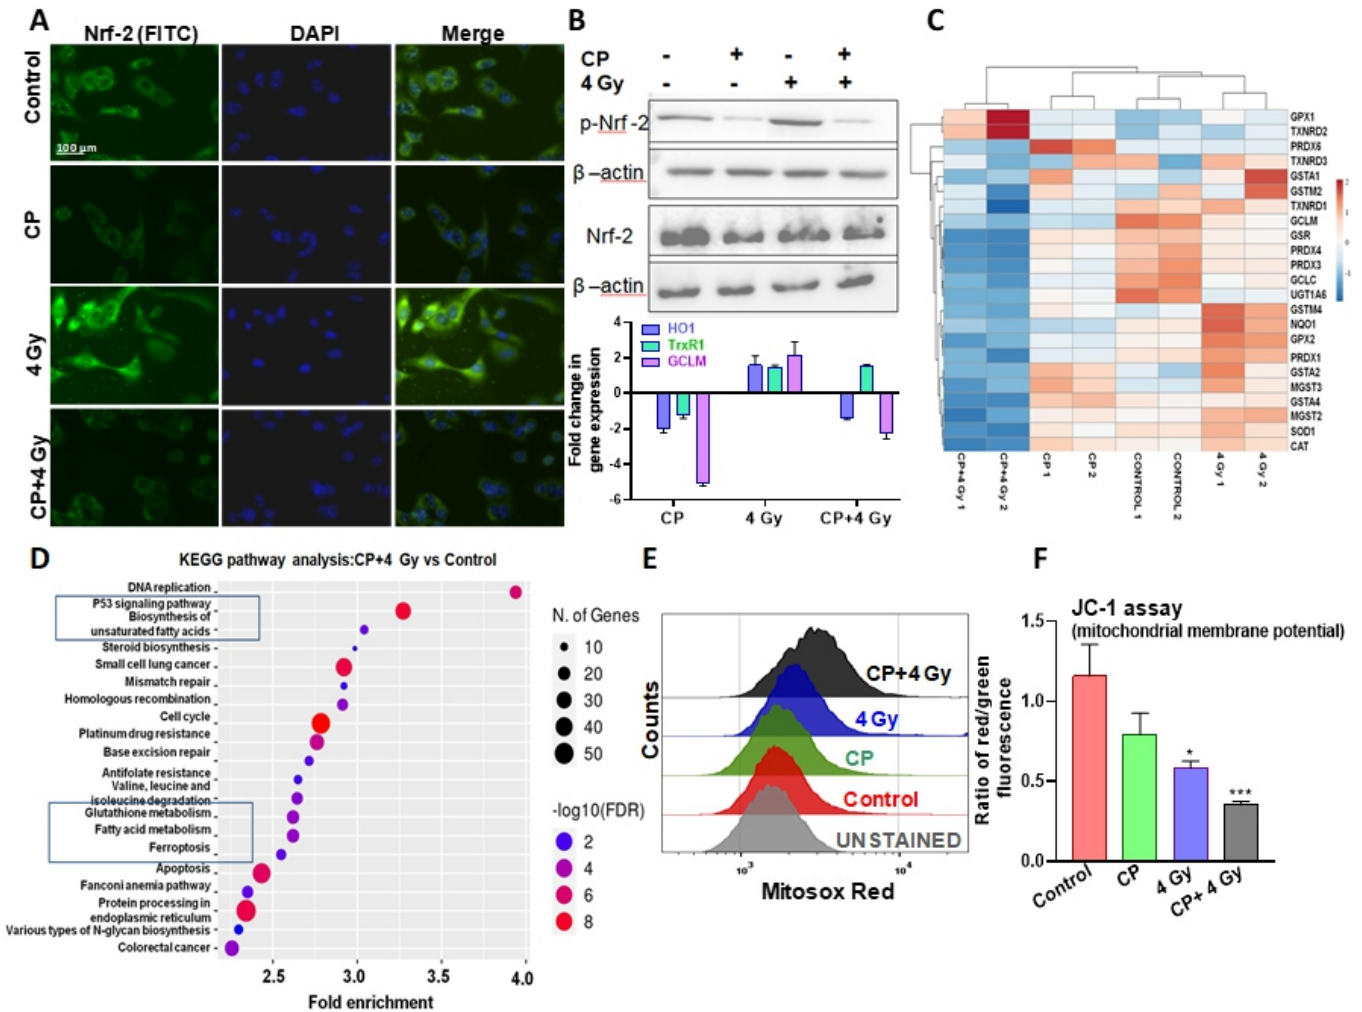 A
Nrf-2 (FITC)
DAPI
Merge
Control
100 µm
CP
4 Gy
CP+4 Gy
B
CP - + - +
4 Gy - - + +
p-Nrf-2
β–actin
Nrf-2
β–actin
Fold change in
gene expression
4
2
0
-2
-4
-6
HO1
TrxR1
GCLM
CP
4 Gy
CP+4 Gy
C
GPX1
TXNRD2
PRDX6
TXNRD3
GSTA1
GSTM2
TXNRD1
GCLM
GSR
PRDX4
PRDX3
GCLC
UGT1A6
GSTM4
NQO1
GPX2
PRDX1
GSTA2
MGST3
GSTA4
MGST2
SOD1
CAT
CP+4 Gy 1
CP+4 Gy 2
CP 1
CP 2
CONTROL 1
CONTROL 2
4 Gy 1
4 Gy 2
2
1
0
-1
D
KEGG pathway analysis:CP+4 Gy vs Control
DNA replication
P53 signaling pathway
Biosynthesis of
unsaturated fatty acids
Steroid biosynthesis
Small cell lung cancer
Mismatch repair
Homologous recombination
Cell cycle
Platinum drug resistance
Base excision repair
Antifolate resistance
Valine, leucine and
isoleucine degradation
Glutathione metabolism
Fatty acid metabolism
Ferroptosis
Apoptosis
Fanconi anemia pathway
Protein processing in
endoplasmic reticulum
Various types of N-glycan biosynthesis
Colorectal cancer
2.5
3.0
3.5
4.0
Fold enrichment
N. of Genes
10
20
30
40
50
-log10(FDR)
2
4
6
8
E
Counts
CP+4 Gy
4 Gy
CP
Control
UNSTAINED
10³
10⁴
Mitosox Red
F
JC-1 assay
(mitochondrial membrane potential)
Ratio of red/green
fluorescence
1.5
1.0
0.5
0.0
*
***
Control
CP
4 Gy
CP+ 4 Gy